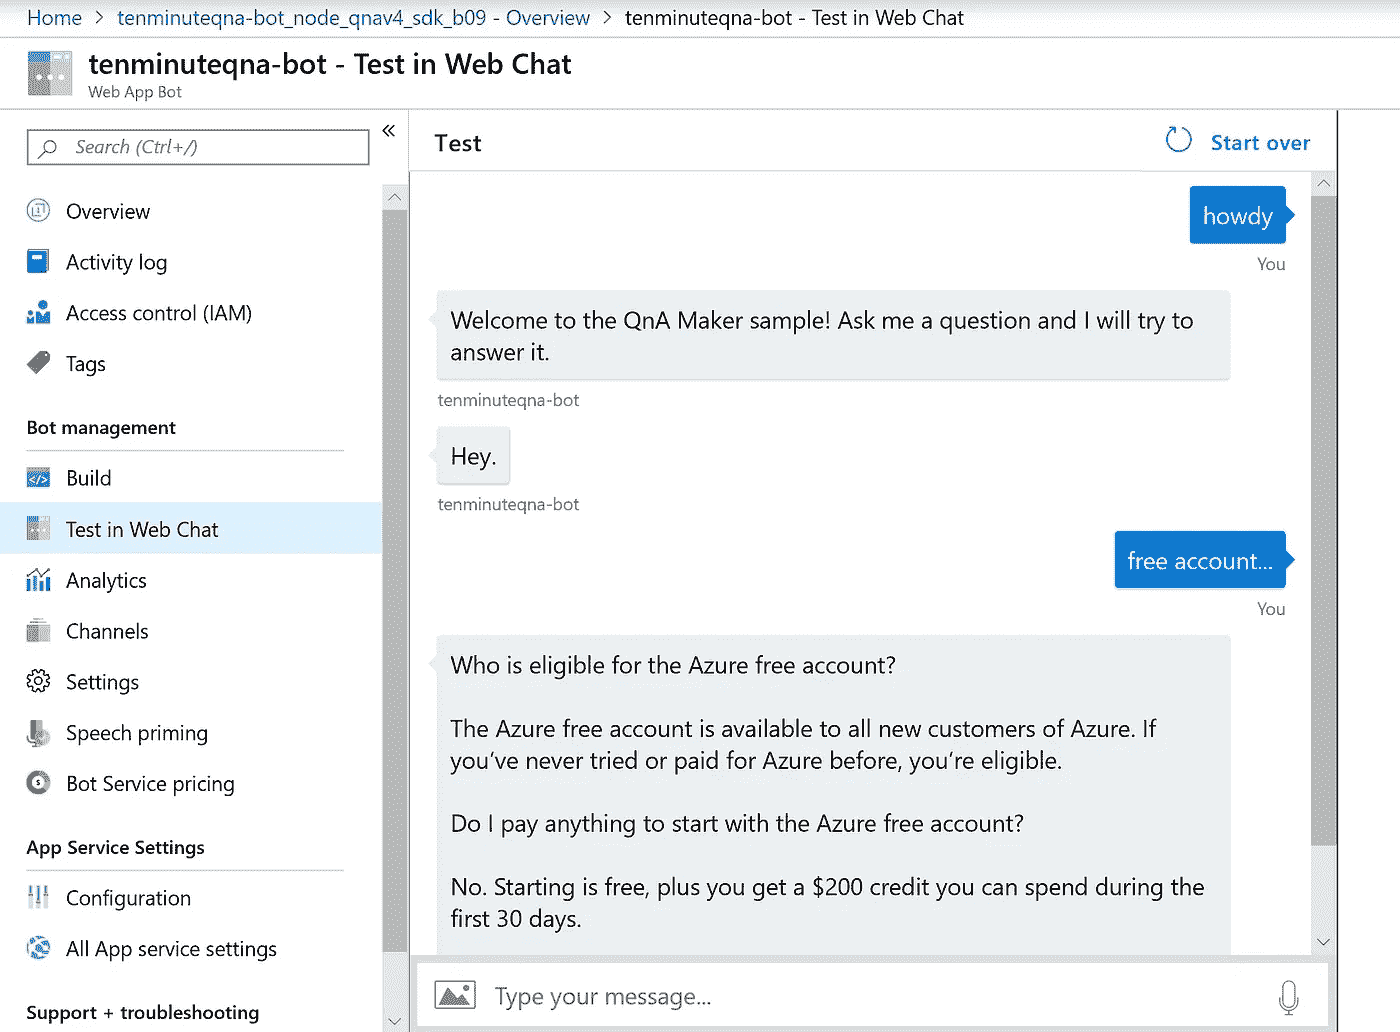 Home > tenminuteqna-bot_node_qnav4_sdk_b09 - Overview > tenminuteqna-bot - Test in Web Chat
tenminuteqna-bot - Test in Web Chat
Web App Bot
Search (Ctrl+/)
«
Overview
Activity log
Access control (IAM)
Tags
Bot management
Build
Test in Web Chat
Analytics
Channels
Settings
Speech priming
Bot Service pricing
App Service Settings
Configuration
All App service settings
Support + troubleshooting
Test
Start over
howdy
You
Welcome to the QnA Maker sample! Ask me a question and I will try to
answer it.
tenminuteqna-bot
Hey.
tenminuteqna-bot
free account...
You
Who is eligible for the Azure free account?
The Azure free account is available to all new customers of Azure. If
you’ve never tried or paid for Azure before, you’re eligible.
Do I pay anything to start with the Azure free account?
No. Starting is free, plus you get a $200 credit you can spend during the
first 30 days.
Type your message...